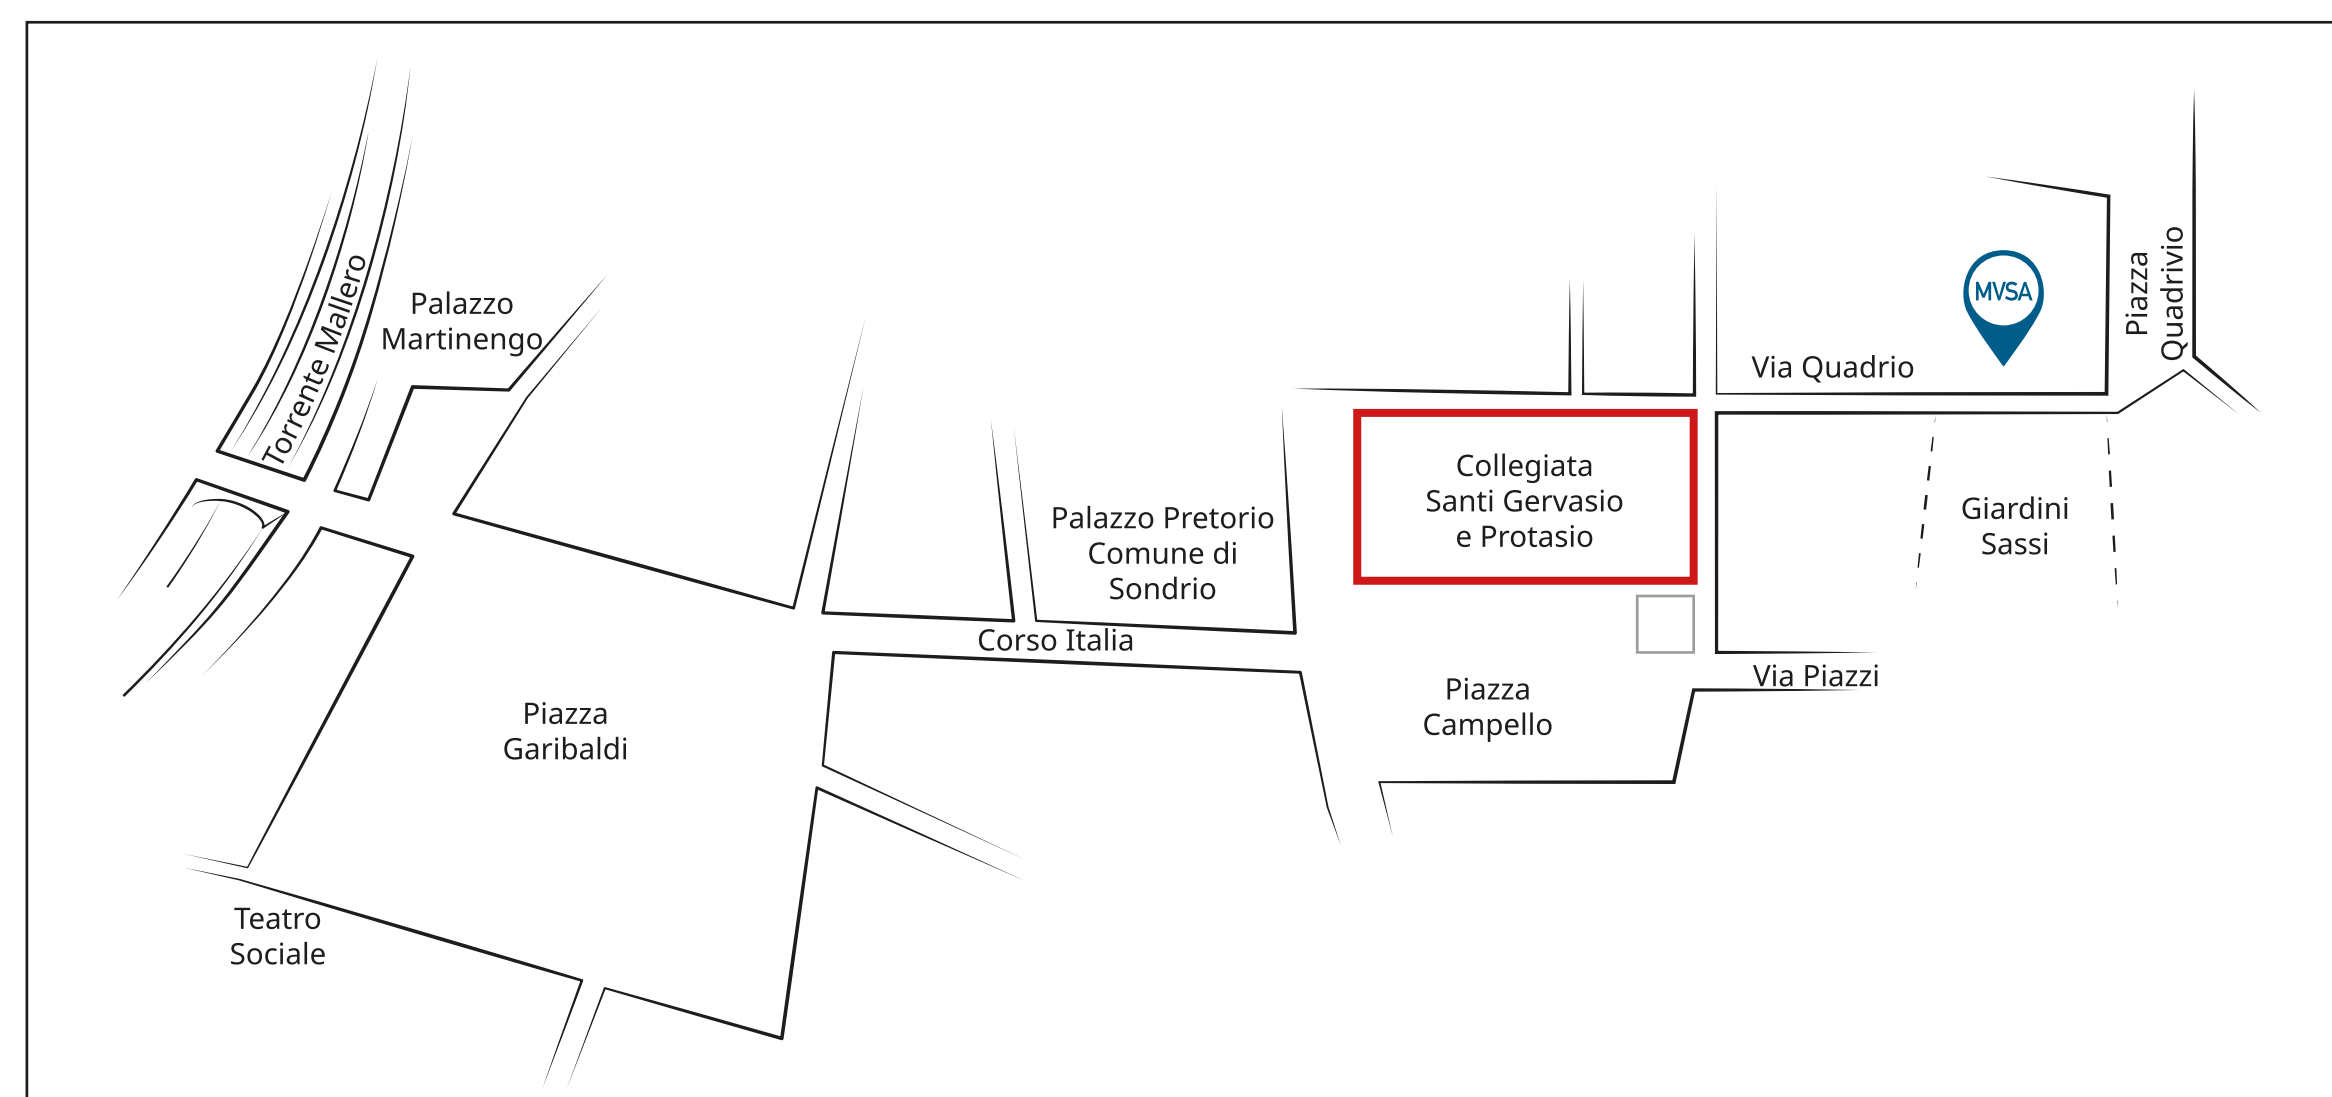 Torrente Mallero
Palazzo
Martinengo
Palazzo Pretorio
Comune di
Sondrio
Corso Italia
Piazza
Garibaldi
Teatro
Sociale
Collegiata
Santi Gervasio
e Protasio
Piazza
Campello
Via Piazzi
Via Quadrio
MVSA
Piazza
Quadrivio
Giardini
Sassi